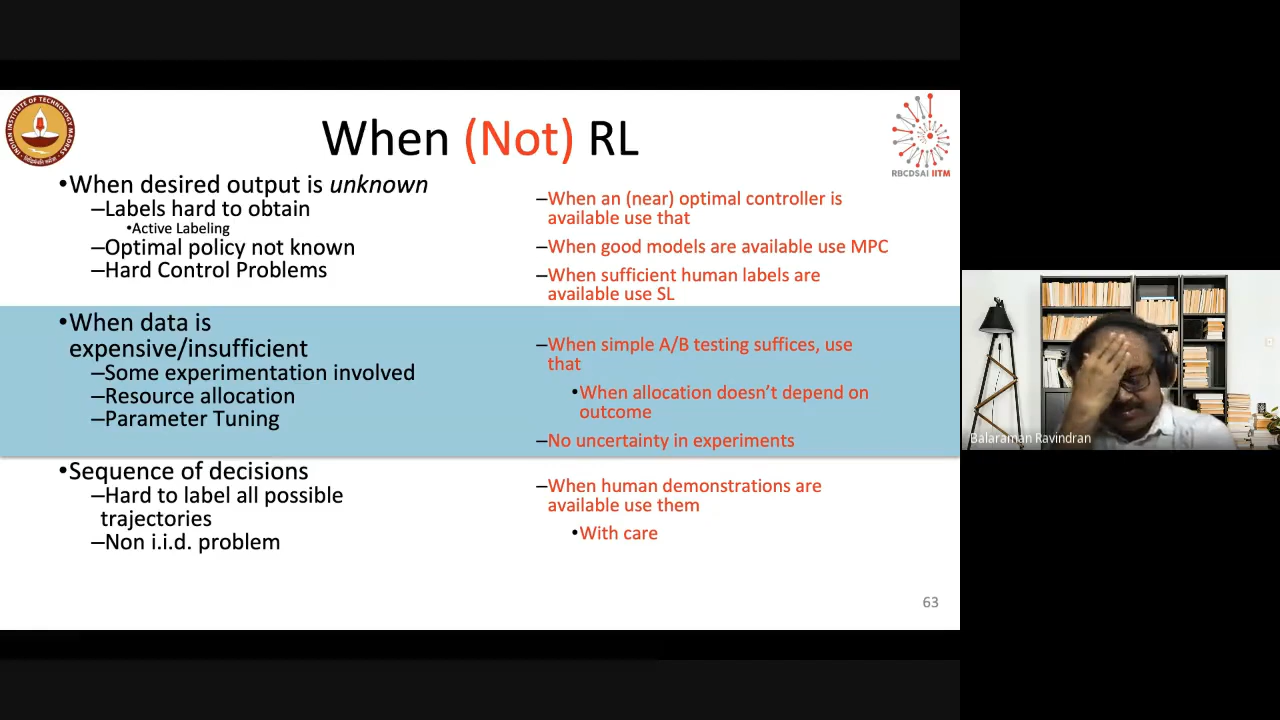 When (Not) RL
•When desired output is unknown
–Labels hard to obtain
•Active Labeling
–Optimal policy not known
–Hard Control Problems
–When an (near) optimal controller is
available use that
–When good models are available use MPC
–When sufficient human labels are
available use SL
•When data is
expensive/insufficient
–Some experimentation involved
–Resource allocation
–Parameter Tuning
–When simple A/B testing suffices, use
that
•When allocation doesn’t depend on
outcome
–No uncertainty in experiments
•Sequence of decisions
–Hard to label all possible
trajectories
–Non i.i.d. problem
–When human demonstrations are
available use them
•With care
63
INDIAN INSTITUTE OF TECHNOLOGY MADRAS
RBCDSAI IITM
Balaraman Ravindran